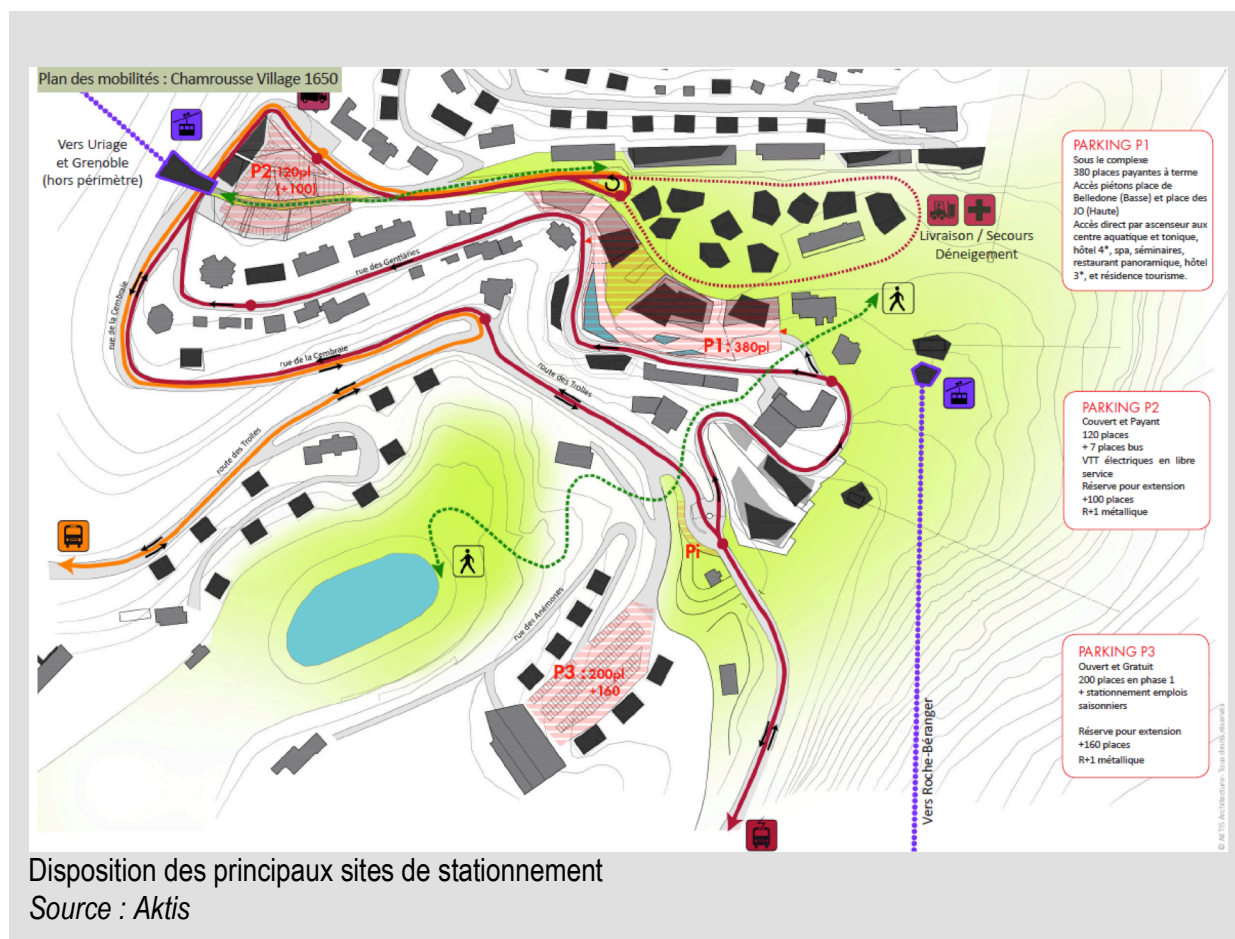 Plan des mobilités : Chamrousse Village 1650
Vers Uriage
et Grenoble
(hors périmètre)
P2 :120pl
(+100)
rue des Gentianes
rue de la Cembraie
rue de la Cembraie
route des Trolles
route des Trolles
P1 : 380pl
Livraison / Secours
Déneigement
Pi
rue des Anémones
P3 : 200pl
+160
Vers Roche-Béranger
PARKING P1
Sous le complexe
380 places payantes à terme
Accès piétons place de
Belledone (Basse) et place des
JO (Haute)
Accès direct par ascenseur aux
centre aquatique et tonique,
hôtel 4*, spa, séminaires,
restaurant panoramique, hôtel
3*, et résidence tourisme.
PARKING P2
Couvert et Payant
120 places
+ 7 places bus
VTT électriques en libre
service
Réserve pour extension
+100 places
R+1 métallique
PARKING P3
Ouvert et Gratuit
200 places en phase 1
+ stationnement emplois
saisonniers
Réserve pour extension
+160 places
R+1 métallique
© AKTIS Architecture - Tous droits réservés
Disposition des principaux sites de stationnement
Source : Aktis